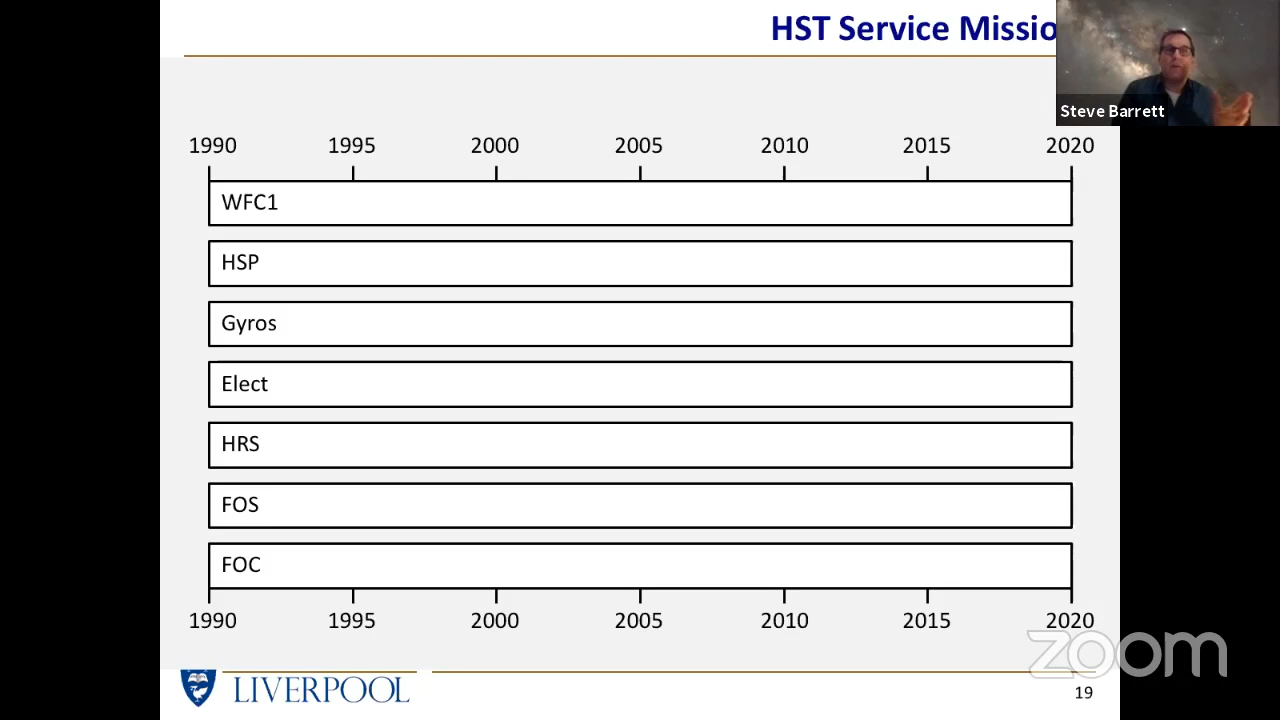 HST Service Missio
Steve Barrett
1990 1995 2000 2005 2010 2015 2020
WFC1
HSP
Gyros
Elect
HRS
FOS
FOC
1990 1995 2000 2005 2010 2015 2020
zoom
LIVERPOOL
19